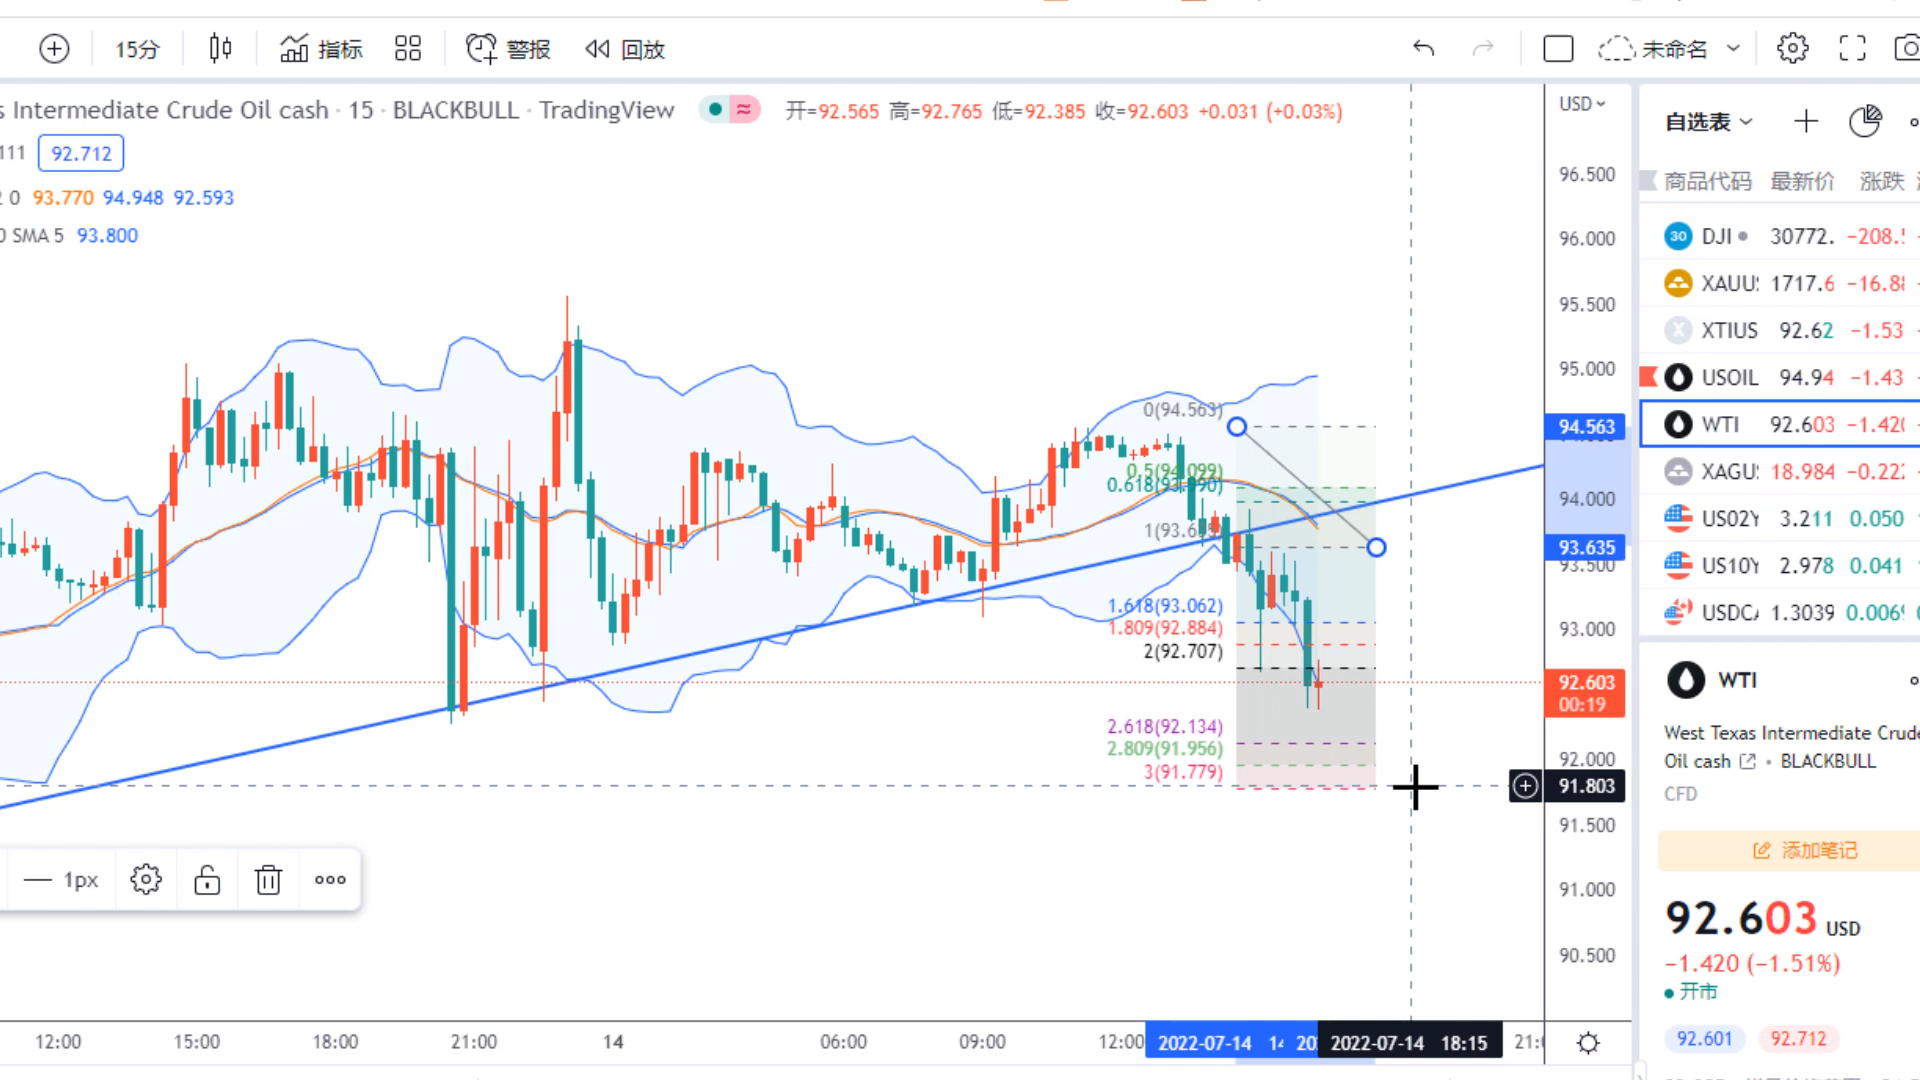 15分 指标 警报 回放 未命名
s Intermediate Crude Oil cash · 15 · BLACKBULL · TradingView 开=92.565 高=92.765 低=92.385 收=92.603 +0.031 (+0.03%)
111 92.712
2 0 93.770 94.948 92.593
0 SMA 5 93.800
0(94.563)
0.5(94.099)
1.618(93.062)
1.809(92.884)
2(92.707)
2.618(92.134)
2.809(91.956)
3(91.779)
1px
USD
96.500
96.000
95.500
95.000
94.563
94.000
93.635
93.500
93.000
92.603
00:19
92.000
91.803
91.500
91.000
90.500
12:00 15:00 18:00 21:00 14 06:00 09:00 12:00 2022-07-14 2022-07-14 18:15
自选表
商品代码 最新价 涨跌
30 DJI 30772. −208.
XAUU 1717.6 −16.8
XTIUS 92.62 −1.53
USOIL 94.94 −1.43
WTI 92.603 −1.420
XAGU 18.984 −0.222
US02Y 3.211 0.050
US10Y 2.978 0.041
USDCA 1.3039 0.006
WTI
West Texas Intermediate Crude
Oil cash • BLACKBULL
CFD
添加笔记
92.603 USD
−1.420 (−1.51%)
开市
92.601 92.712